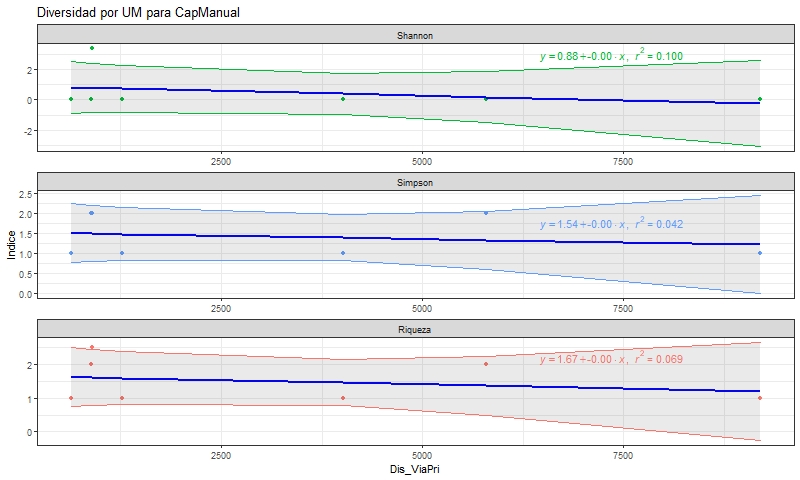 Diversidad por UM para CapManual
Shannon
y = 0.88 + -0.00 · x, r² = 0.100
2
0
-2
2500 5000 7500
Simpson
y = 1.54 + -0.00 · x, r² = 0.042
2.5
2.0
1.5
1.0
0.5
0.0
2500 5000 7500
Indice
Riqueza
y = 1.67 + -0.00 · x, r² = 0.069
2
1
0
2500 5000 7500
Dis_ViaPri